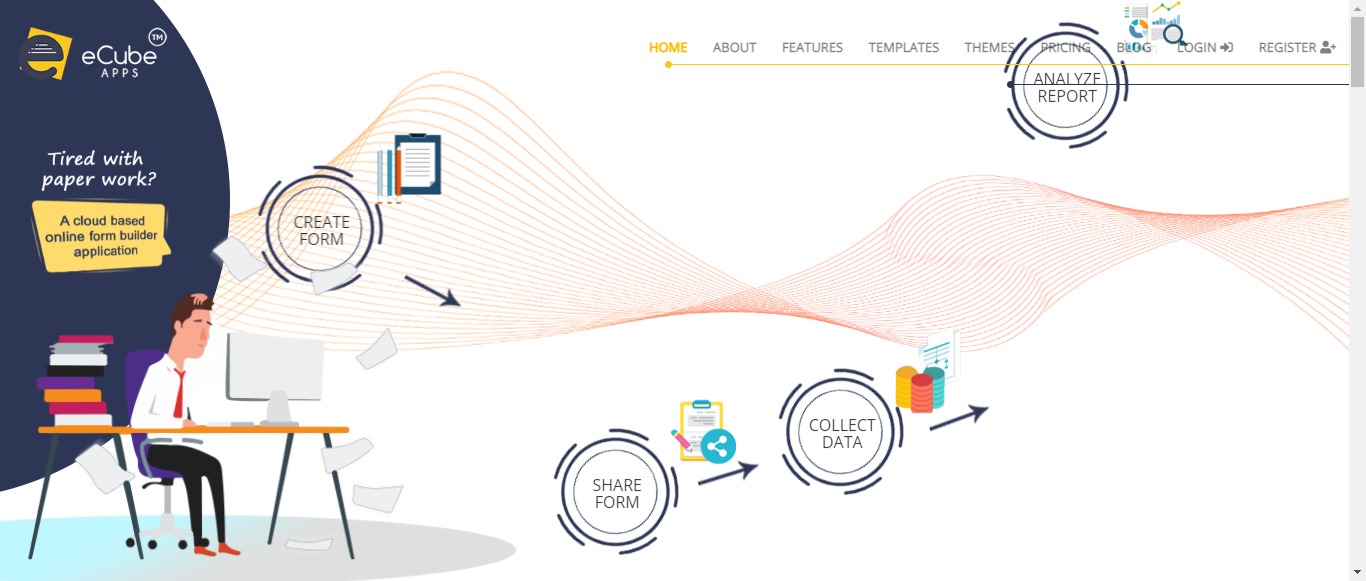 eCube TM
APPS
HOME ABOUT FEATURES TEMPLATES THEMES PRICING BLOG LOGIN REGISTER
ANALYZE
REPORT
Tired with
paper work?
A cloud based
online form builder
application
CREATE
FORM
COLLECT
DATA
SHARE
FORM